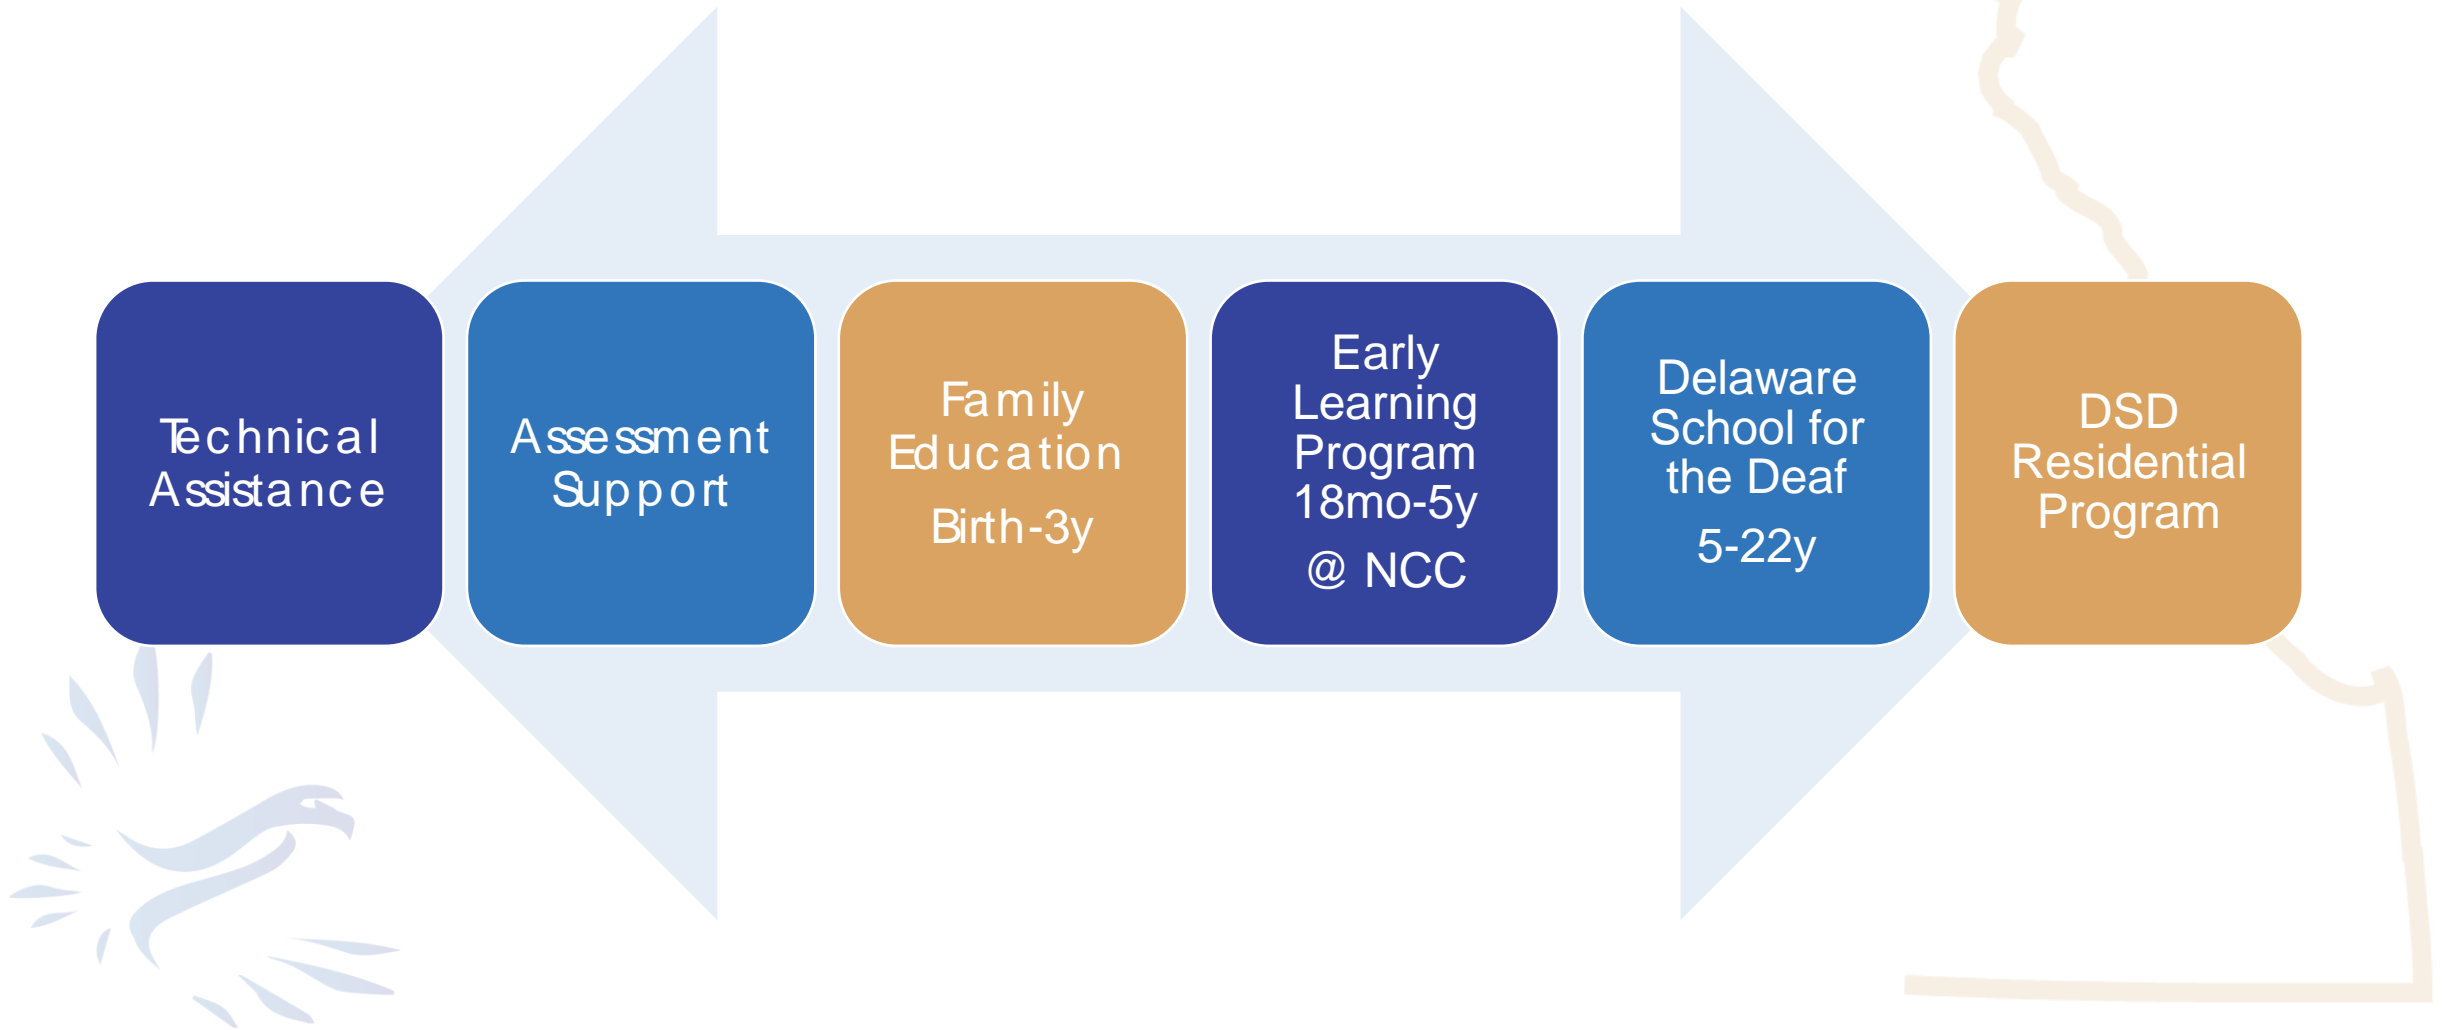 Technical
Assistance
Assessment
Support
Family
Education
Birth-3y
Early
Learning
Program
18mo-5y
@ NCC
Delaware
School for
the Deaf
5-22y
DSD
Residential
Program